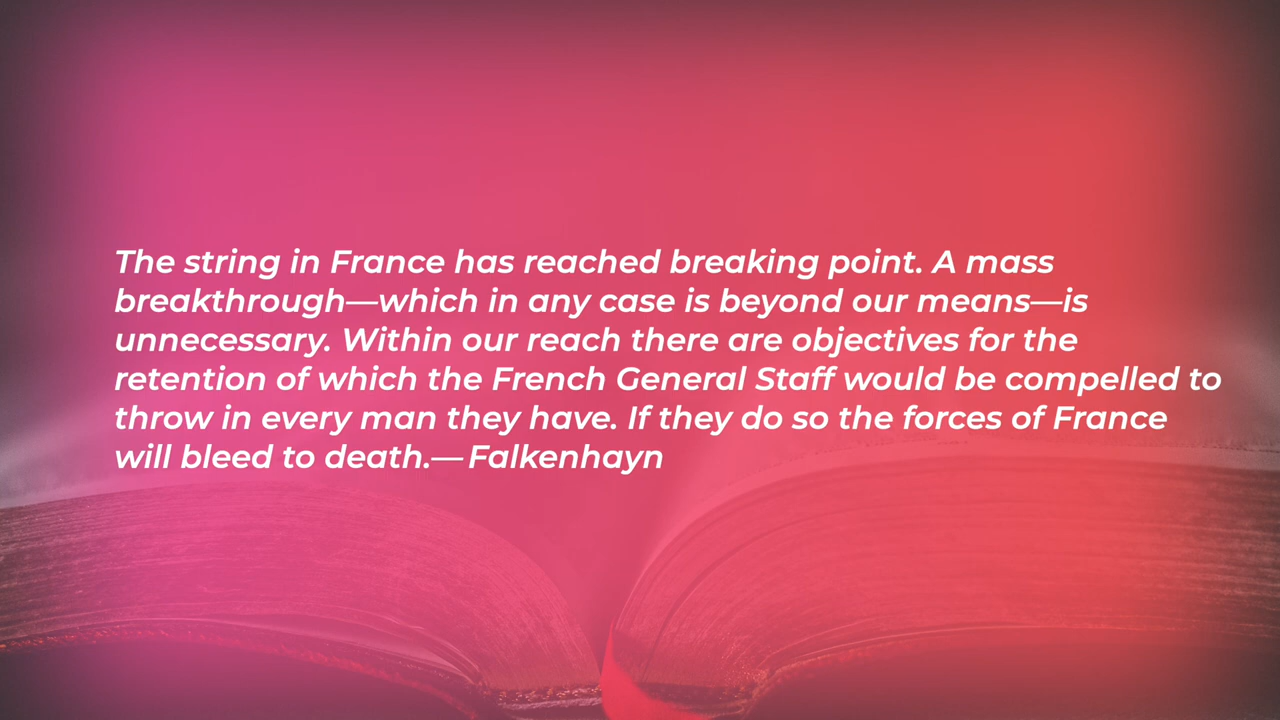 The string in France has reached breaking point. A mass
breakthrough—which in any case is beyond our means—is
unnecessary. Within our reach there are objectives for the
retention of which the French General Staff would be compelled to
throw in every man they have. If they do so the forces of France
will bleed to death.—Falkenhayn